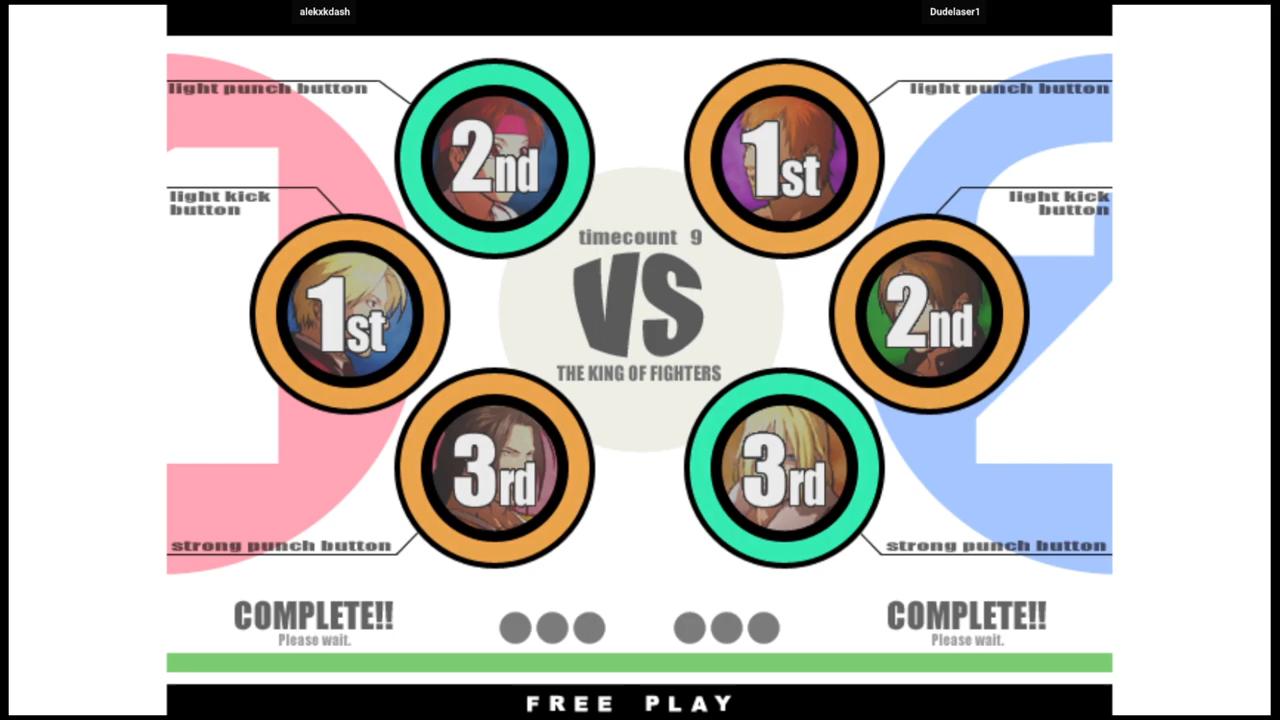 alekxkdash
Dudelaser1
light punch button
light punch button
2nd
1st
light kick
button
light kick
button
timecount 9
VS
THE KING OF FIGHTERS
1st
2nd
3rd
3rd
strong punch button
strong punch button
COMPLETE!!
Please wait.
COMPLETE!!
Please wait.
FREE PLAY